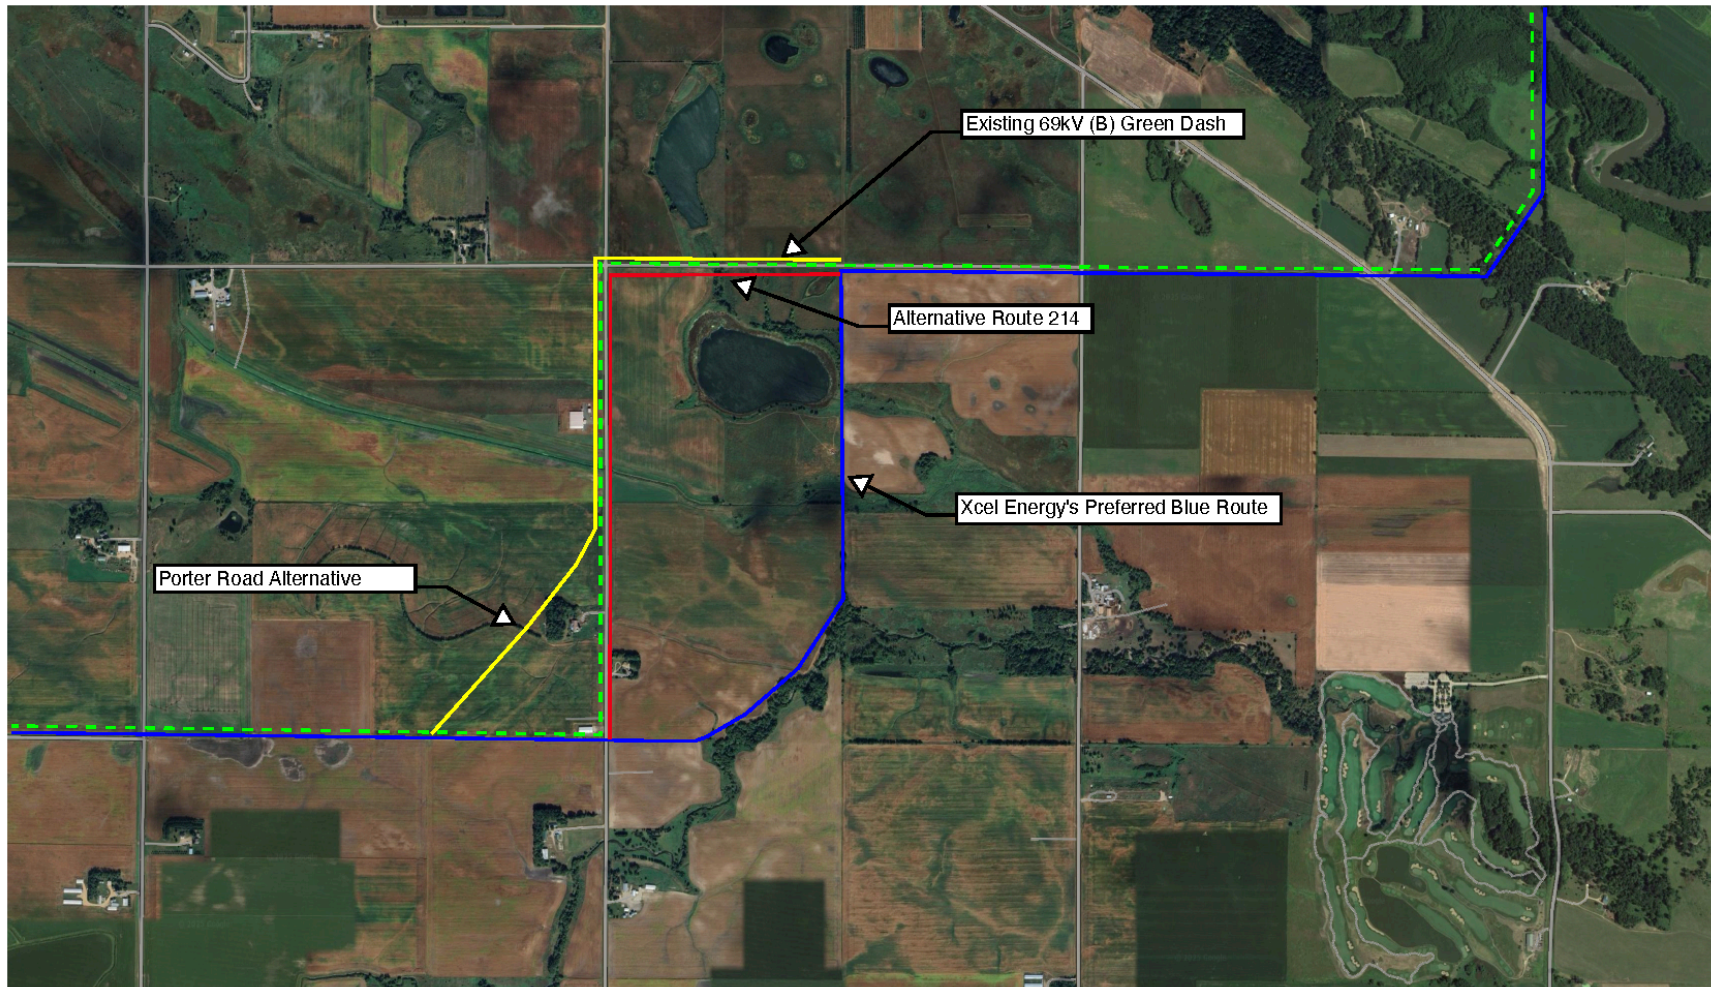 Existing 69KV (B) Green Dash
Alternative Route 214
Xcel Energy's Preferred Blue Route
Porter Road Alternative